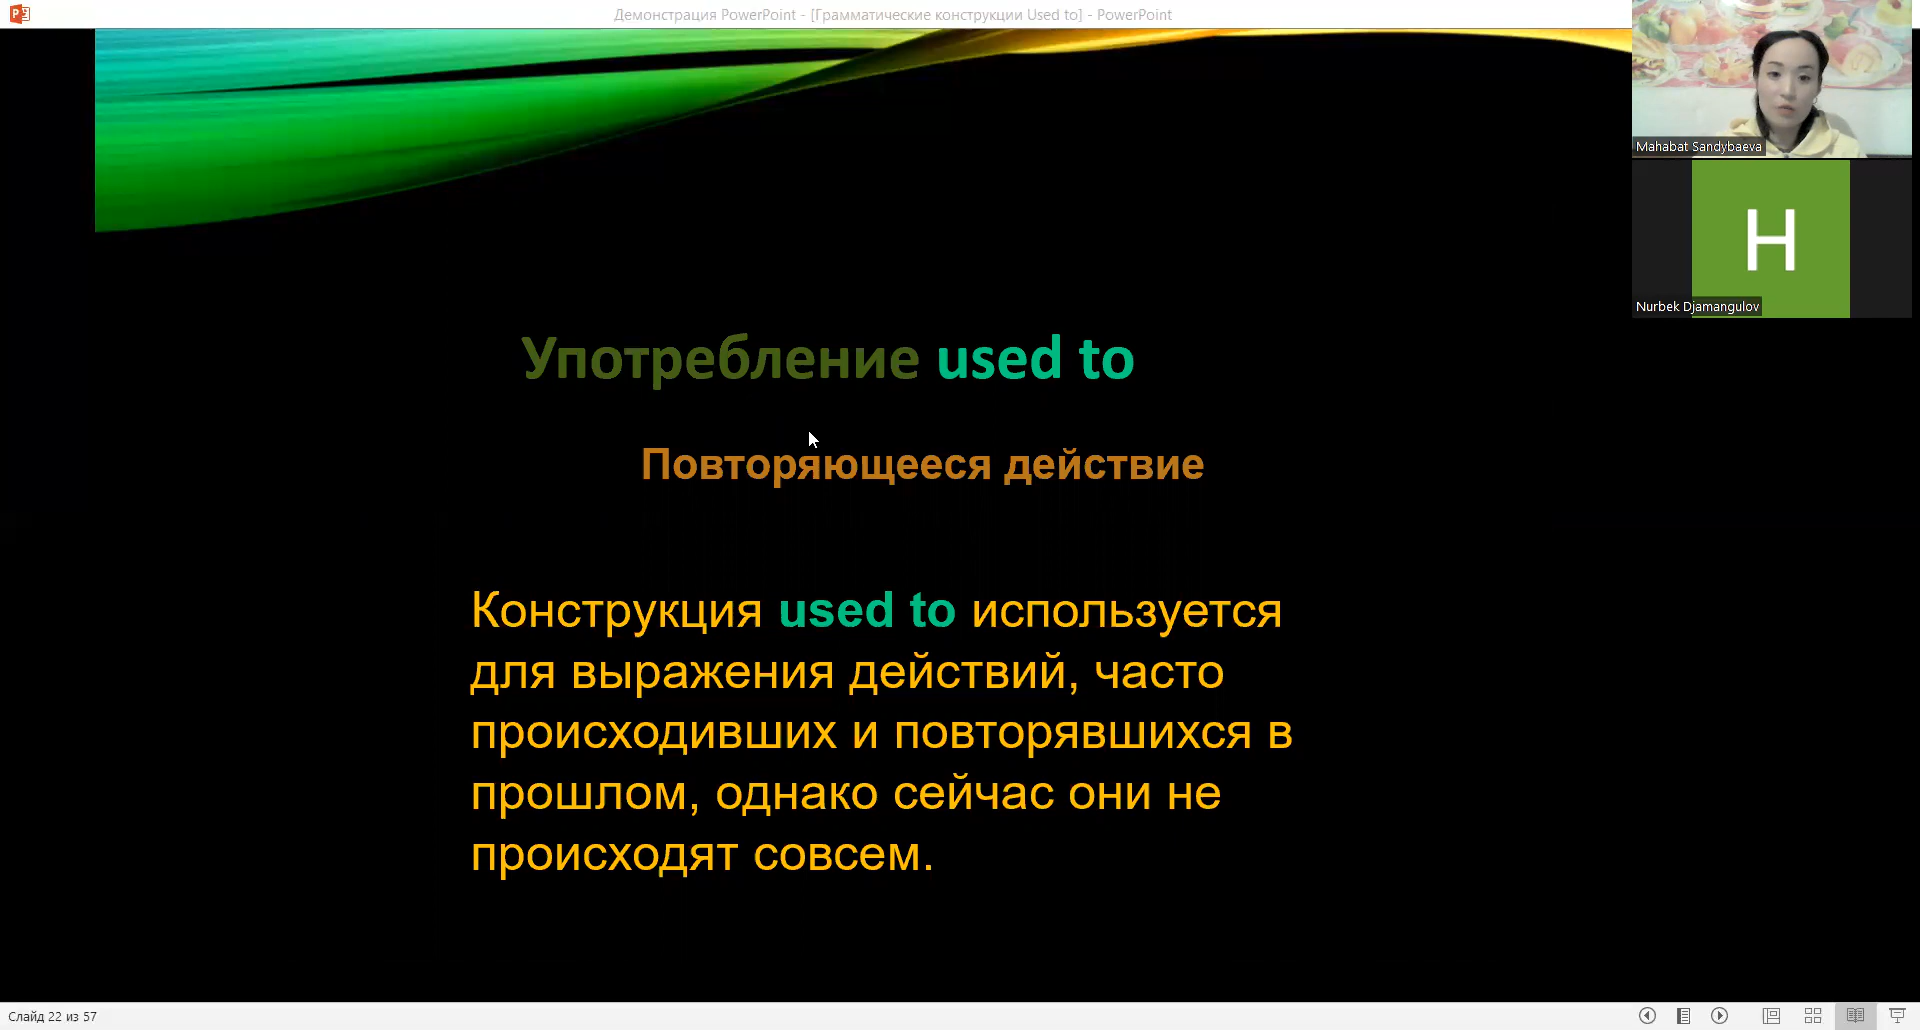 Демонстрация PowerPoint - [Грамматические конструкции Used to] - PowerPoint
Mahabat Sandybaeva
H
Nurbek Djamangulov
Употребление used to
Повторяющееся действие
Конструкция used to используется
для выражения действий, часто
происходивших и повторявшихся в
прошлом, однако сейчас они не
происходят совсем.
Слайд 22 из 57